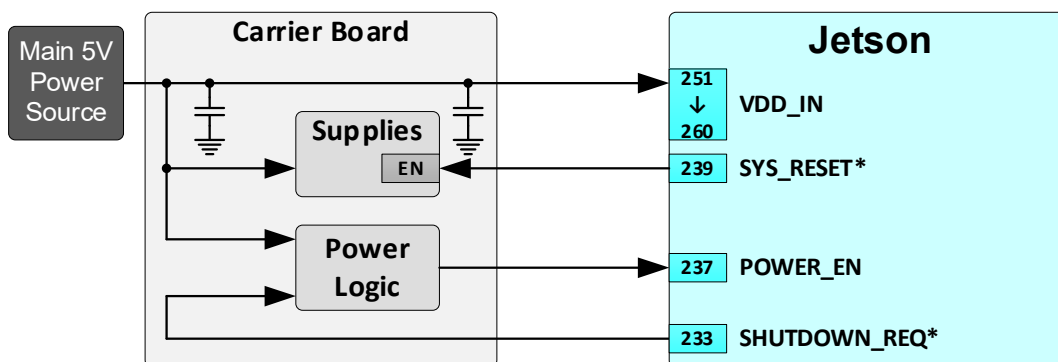 Main 5V
Power
Source
Carrier Board
Supplies
EN
Power
Logic
Jetson
251
↓
260
VDD_IN
239
SYS_RESET*
237
POWER_EN
233
SHUTDOWN_REQ*